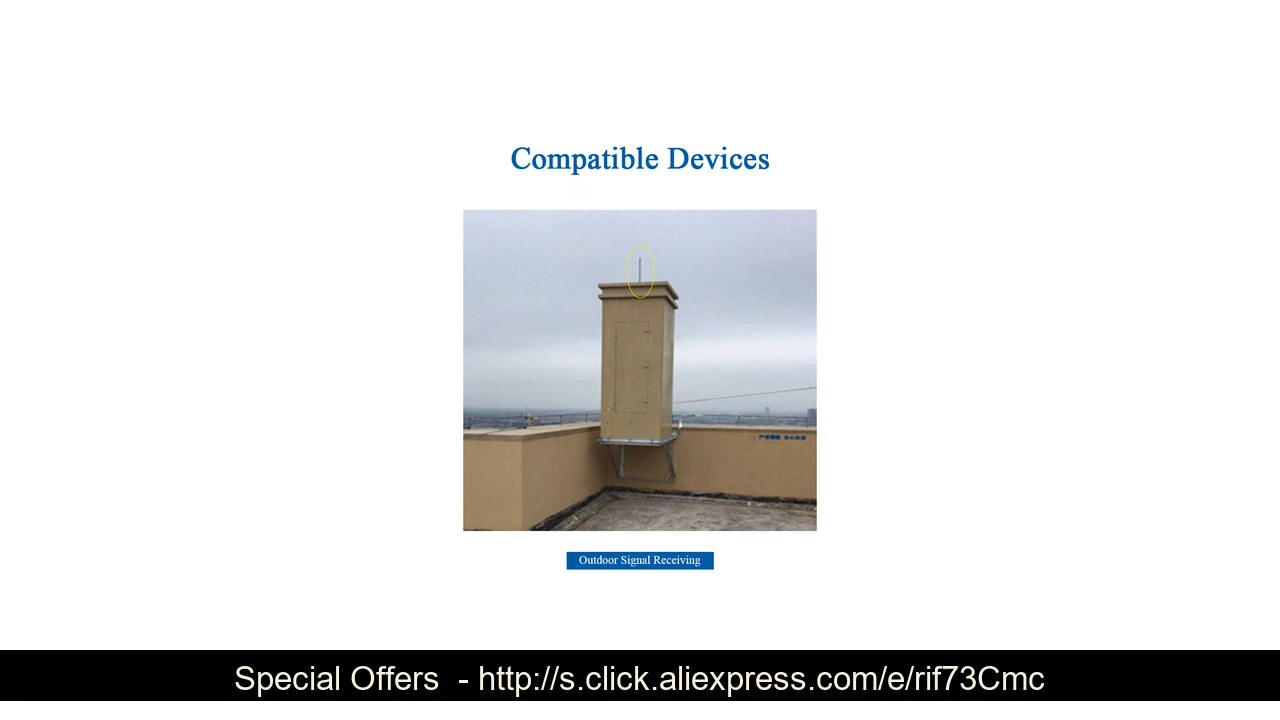 Compatible Devices
Outdoor Signal Receiving
Special Offers - http://s.click.aliexpress.com/e/rif73Cmc